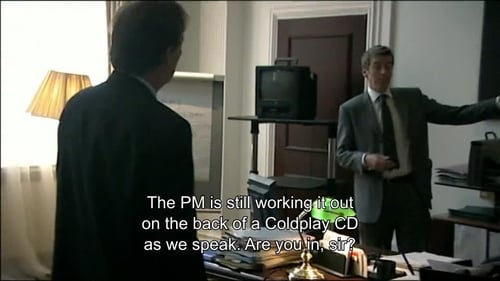 The PM is still working it out
on the back of a Coldplay CD
as we speak. Are you in, sir?